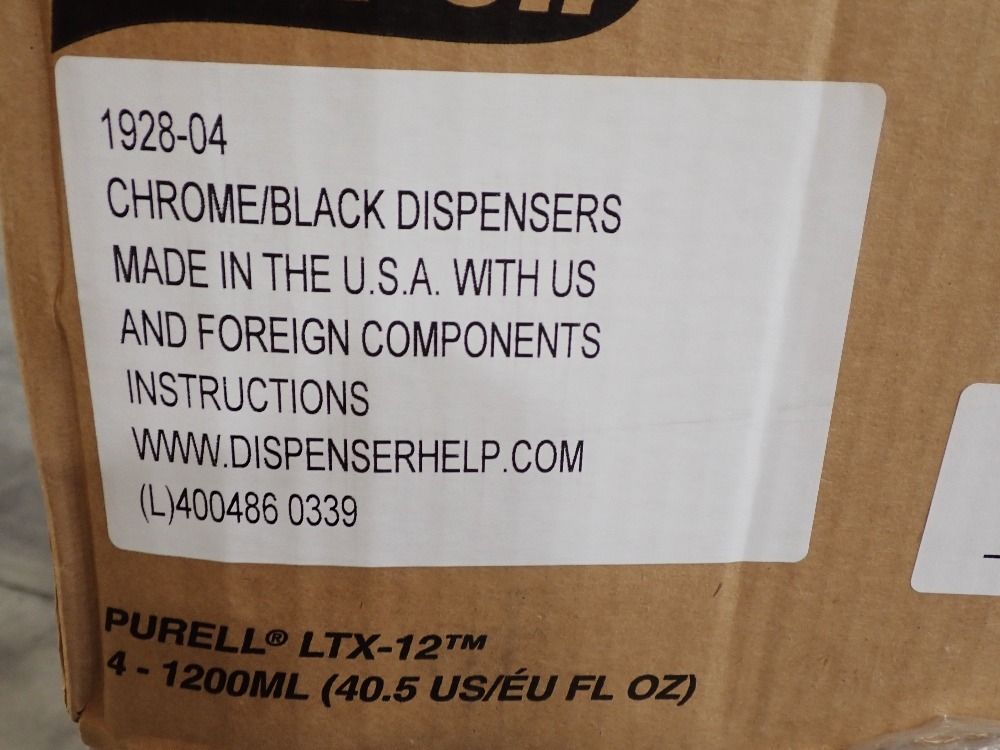 1928-04
CHROME/BLACK DISPENSERS
MADE IN THE U.S.A. WITH US
AND FOREIGN COMPONENTS
INSTRUCTIONS
WWW.DISPENSERHELP.COM
(L)400486 0339
PURELL® LTX-12™
4 - 1200ML (40.5 US/ÉU FL OZ)